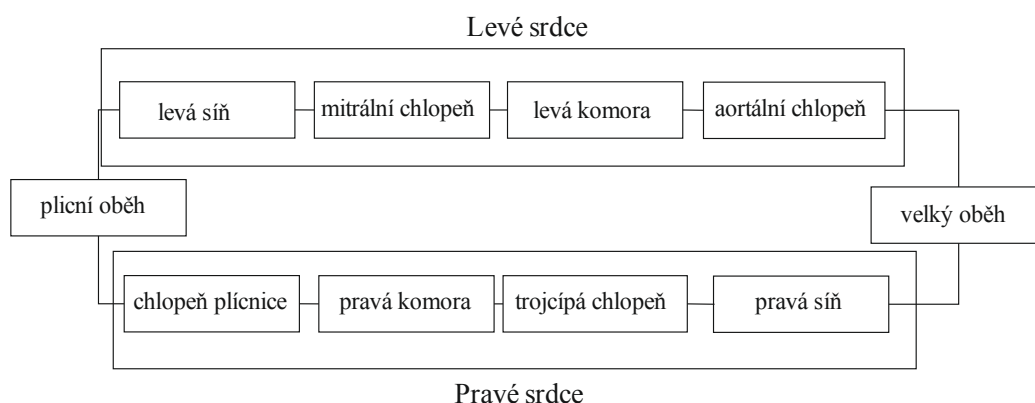 Levé srdce
levá síň
mitrální chlopeň
levá komora
aortální chlopeň
plicní oběh
velký oběh
chlopeň plícnice
pravá komora
trojcípá chlopeň
pravá síň
Pravé srdce